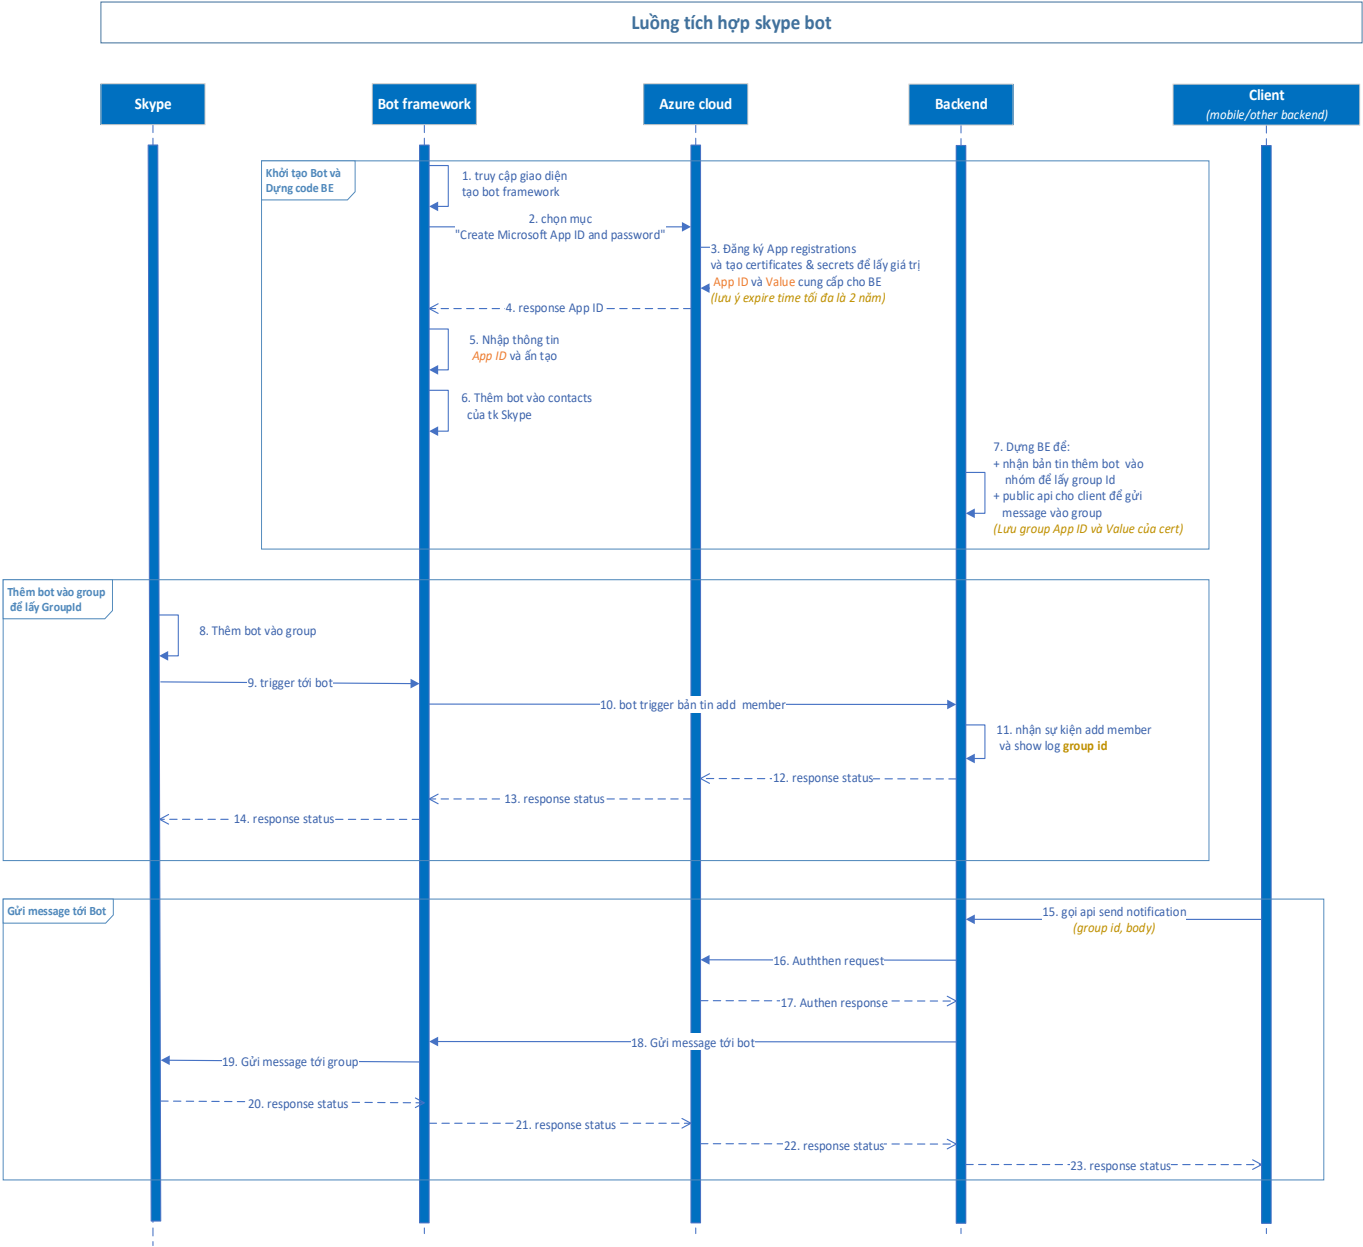 Luồng tích hợp skype bot
Skype
Bot framework
Azure cloud
Backend
Client
(mobile/other backend)
Khởi tạo Bot và
Dựng code BE
1. truy cập giao diện
tạo bot framework
2. chọn mục
"Create Microsoft App ID and password"
3. Đăng ký App registrations
và tạo certificates & secrets để lấy giá trị
App ID và Value cung cấp cho BE
(lưu ý expire time tối đa là 2 năm)
4. response App ID
5. Nhập thông tin
App ID và ấn tạo
6. Thêm bot vào contacts
của tk Skype
7. Dựng BE để:
+ nhận bản tin thêm bot vào
nhóm để lấy group Id
+ public api cho client để gửi
message vào group
(Lưu group App ID và Value của cert)
Thêm bot vào group
để lấy GroupId
8. Thêm bot vào group
9. trigger tới bot
10. bot trigger bản tin add member
11. nhận sự kiện add member
và show log group id
12. response status
13. response status
14. response status
Gửi message tới Bot
15. gọi api send notification
(group id, body)
16. Auththen request
17. Authen response
18. Gửi message tới bot
19. Gửi message tới group
20. response status
21. response status
22. response status
23. response status